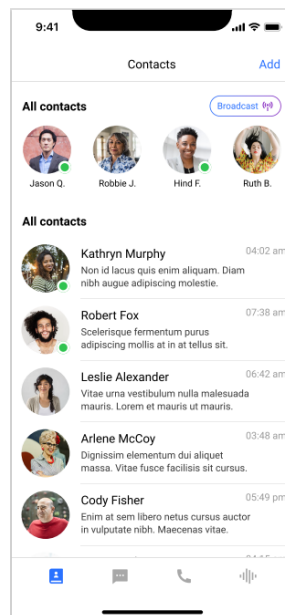 9:41
Contacts
Add
All contacts
Broadcast
Jason Q.
Robbie J.
Hind F.
Ruth B.
All contacts
Kathryn Murphy
04:02 am
Non id lacus quis enim aliquam. Diam
nibh augue adipiscing molestie.
Robert Fox
07:38 am
Scelerisque fermentum purus
adipiscing mollis at in at tellus sit.
Leslie Alexander
06:42 am
Vitae urna vestibulum nulla malesuada
mauris. Lorem et mauris ut mauris.
Arlene McCoy
03:48 am
Dignissim elementum dui aliquet
massa. Vitae fusce facilisis sit cursus.
Cody Fisher
05:49 pm
Enim at sem libero netus cursus auctor
in vulputate nibh. Maecenas vitae.